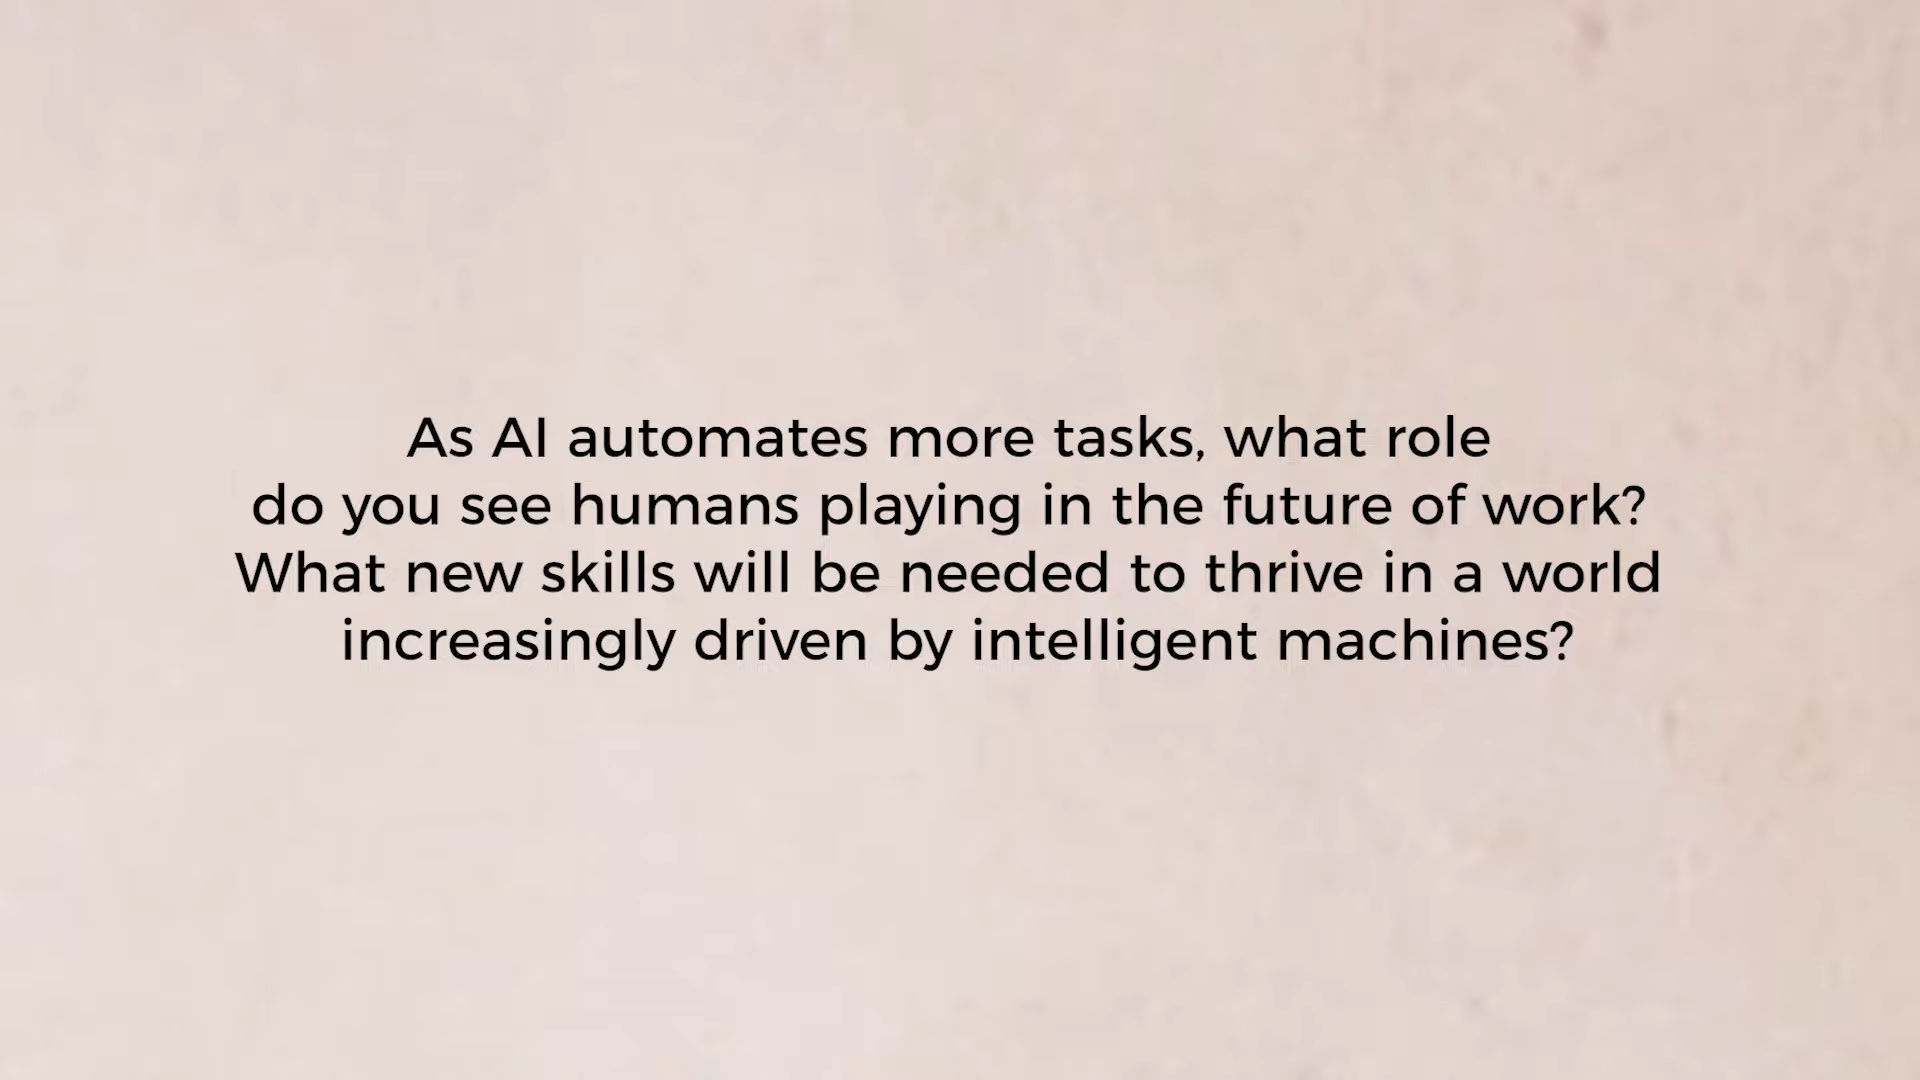 As AI automates more tasks, what role
do you see humans playing in the future of work?
What new skills will be needed to thrive in a world
increasingly driven by intelligent machines?